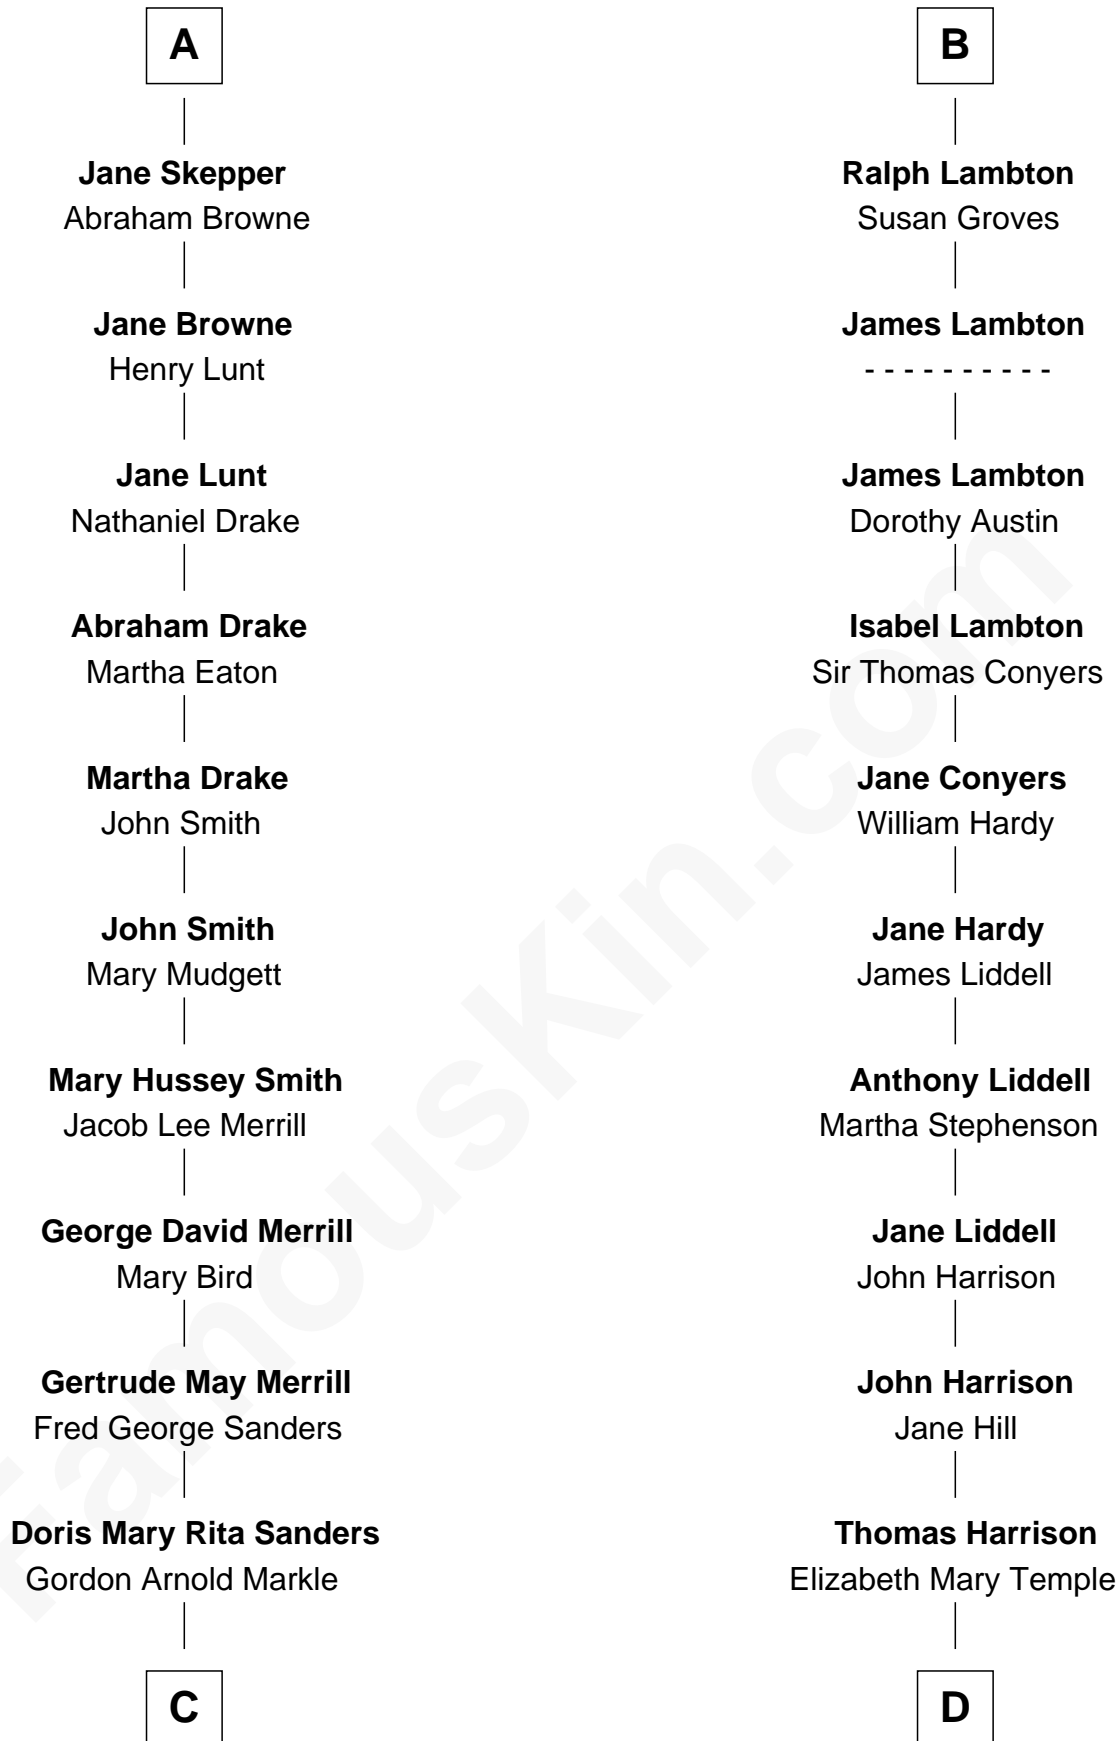 A
Jane Skepper
Abraham Browne
Jane Browne
Henry Lunt
Jane Lunt
Nathaniel Drake
Abraham Drake
Martha Eaton
Martha Drake
John Smith
John Smith
Mary Mudgett
Mary Hussey Smith
Jacob Lee Merrill
George David Merrill
Mary Bird
Gertrude May Merrill
Fred George Sanders
Doris Mary Rita Sanders
Gordon Arnold Markle
C
B
Ralph Lambton
Susan Groves
James Lambton
- - - - - - - - - -
James Lambton
Dorothy Austin
Isabel Lambton
Sir Thomas Conyers
Jane Conyers
William Hardy
Jane Hardy
James Liddell
Anthony Liddell
Martha Stephenson
Jane Liddell
John Harrison
John Harrison
Jane Hill
Thomas Harrison
Elizabeth Mary Temple
D
FamousKin.com